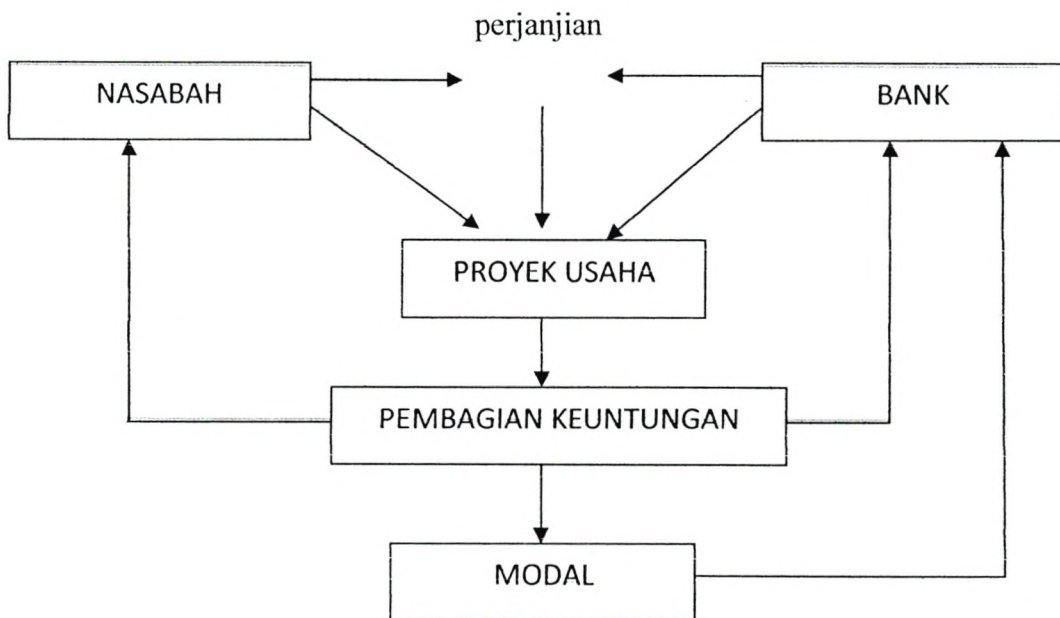 perjanjian
NASABAH
BANK
PROYEK USAHA
PEMBAGIAN KEUNTUNGAN
MODAL